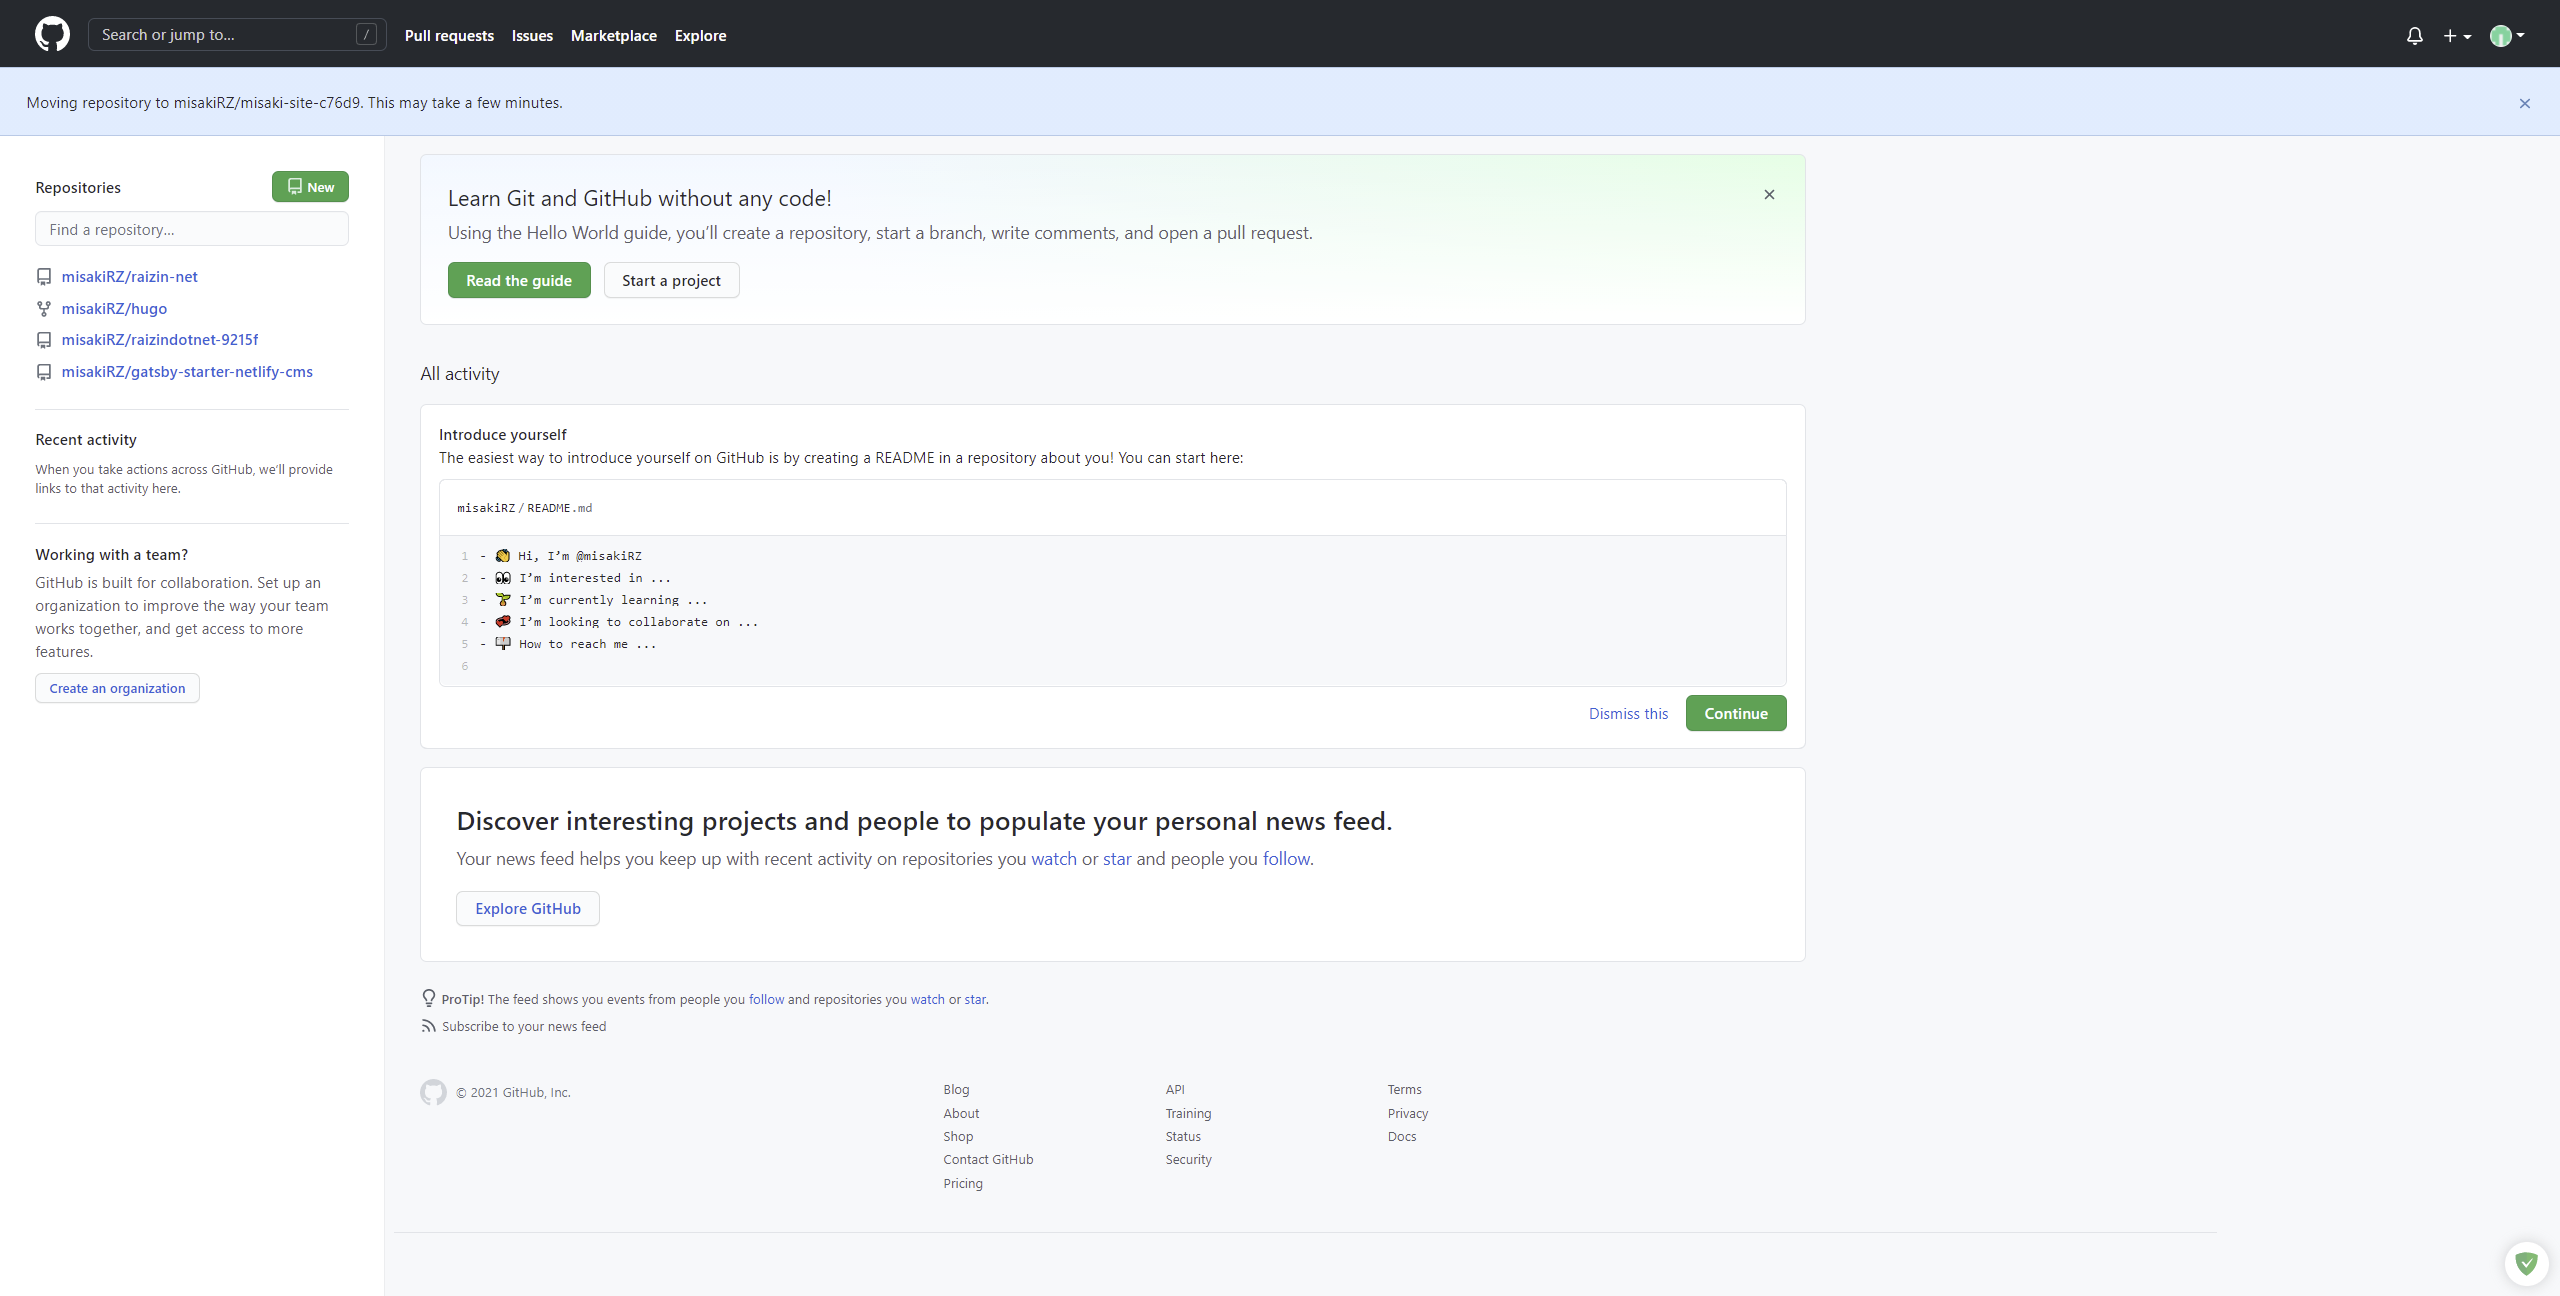 Search or jump to...
/
Pull requests
Issues
Marketplace
Explore
Moving repository to misakiRZ/misaki-site-c76d9. This may take a few minutes.
Repositories
New
Find a repository...
misakiRZ/raizin-net
misakiRZ/hugo
misakiRZ/raizindotnet-9215f
misakiRZ/gatsby-starter-netlify-cms
Recent activity
When you take actions across GitHub, we’ll provide
links to that activity here.
Working with a team?
GitHub is built for collaboration. Set up an
organization to improve the way your team
works together, and get access to more
features.
Create an organization
Learn Git and GitHub without any code!
Using the Hello World guide, you’ll create a repository, start a branch, write comments, and open a pull request.
Read the guide
Start a project
All activity
Introduce yourself
The easiest way to introduce yourself on GitHub is by creating a README in a repository about you! You can start here:
misakiRZ / README.md
1 - 👋 Hi, I’m @misakiRZ
2 - 👀 I’m interested in ...
3 - 🌱 I’m currently learning ...
4 - 💞️ I’m looking to collaborate on ...
5 - 📫 How to reach me ...
6
Dismiss this
Continue
Discover interesting projects and people to populate your personal news feed.
Your news feed helps you keep up with recent activity on repositories you watch or star and people you follow.
Explore GitHub
ProTip! The feed shows you events from people you follow and repositories you watch or star.
Subscribe to your news feed
© 2021 GitHub, Inc.
Blog
About
Shop
Contact GitHub
Pricing
API
Training
Status
Security
Terms
Privacy
Docs